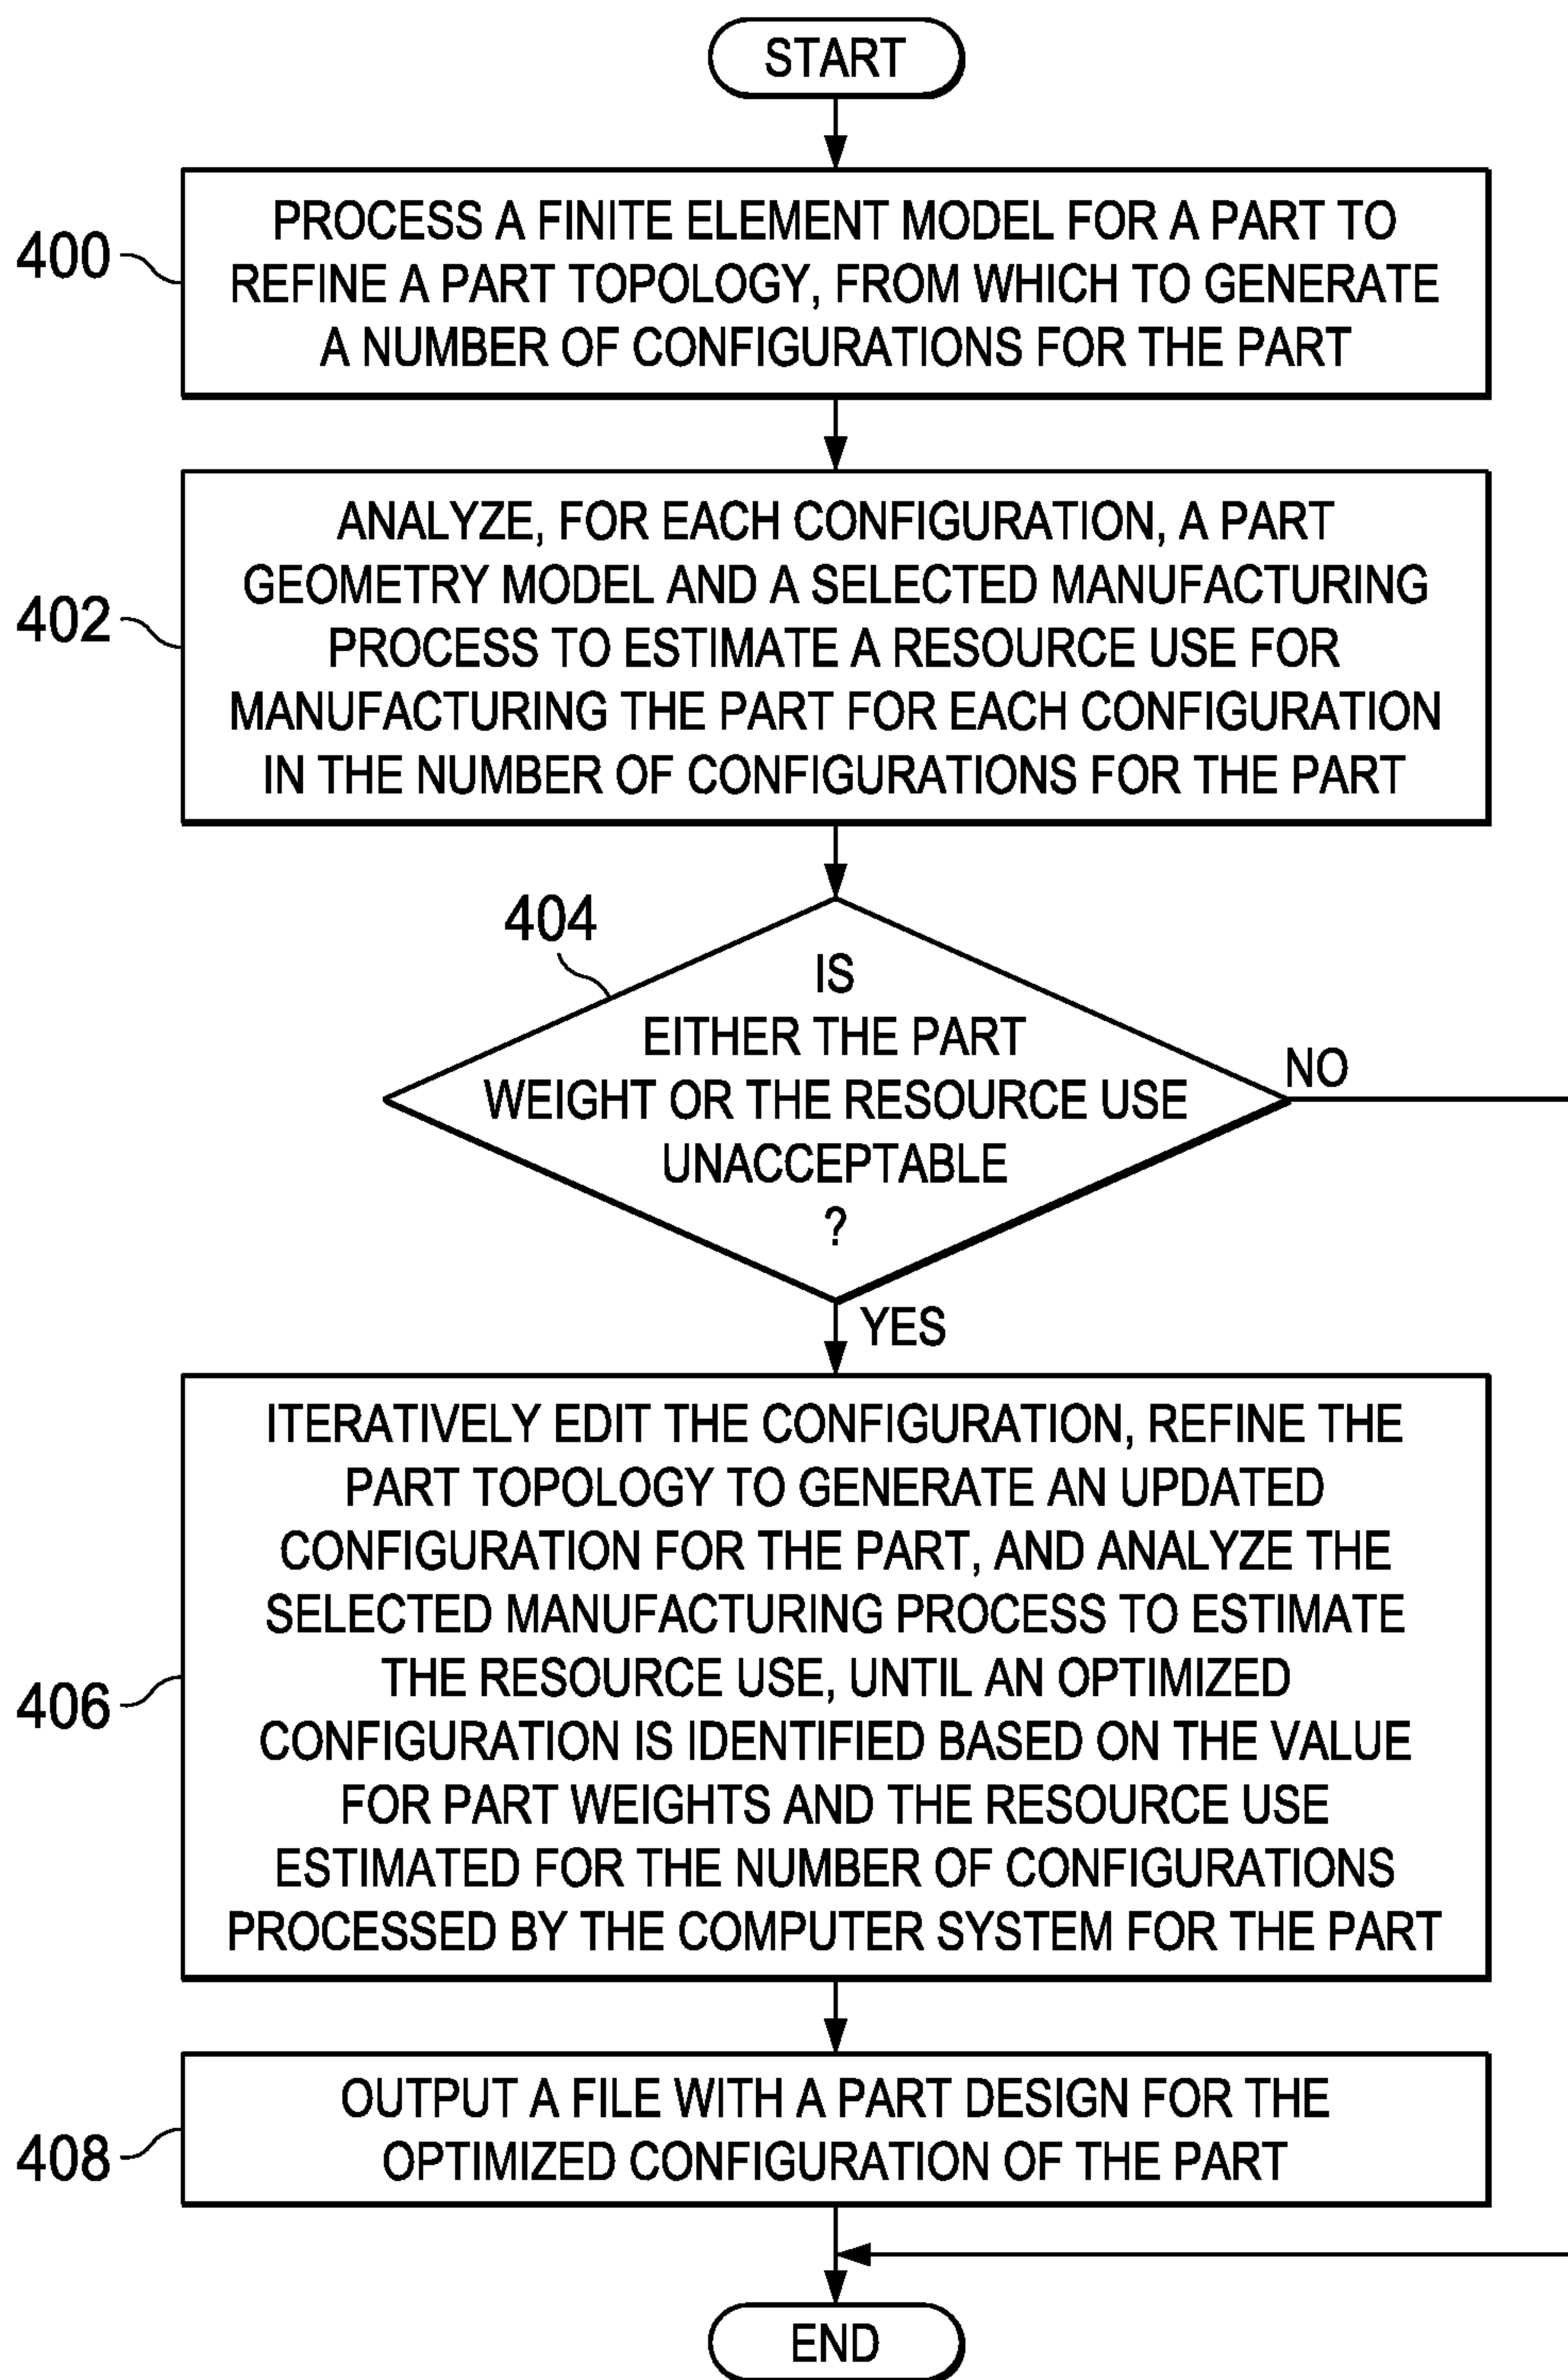 START
400
PROCESS A FINITE ELEMENT MODEL FOR A PART TO
REFINE A PART TOPOLOGY, FROM WHICH TO GENERATE
A NUMBER OF CONFIGURATIONS FOR THE PART
402
ANALYZE, FOR EACH CONFIGURATION, A PART
GEOMETRY MODEL AND A SELECTED MANUFACTURING
PROCESS TO ESTIMATE A RESOURCE USE FOR
MANUFACTURING THE PART FOR EACH CONFIGURATION
IN THE NUMBER OF CONFIGURATIONS FOR THE PART
404
IS
EITHER THE PART
WEIGHT OR THE RESOURCE USE
UNACCEPTABLE
?
NO
YES
406
ITERATIVELY EDIT THE CONFIGURATION, REFINE THE
PART TOPOLOGY TO GENERATE AN UPDATED
CONFIGURATION FOR THE PART, AND ANALYZE THE
SELECTED MANUFACTURING PROCESS TO ESTIMATE
THE RESOURCE USE, UNTIL AN OPTIMIZED
CONFIGURATION IS IDENTIFIED BASED ON THE VALUE
FOR PART WEIGHTS AND THE RESOURCE USE
ESTIMATED FOR THE NUMBER OF CONFIGURATIONS
PROCESSED BY THE COMPUTER SYSTEM FOR THE PART
408
OUTPUT A FILE WITH A PART DESIGN FOR THE
OPTIMIZED CONFIGURATION OF THE PART
END